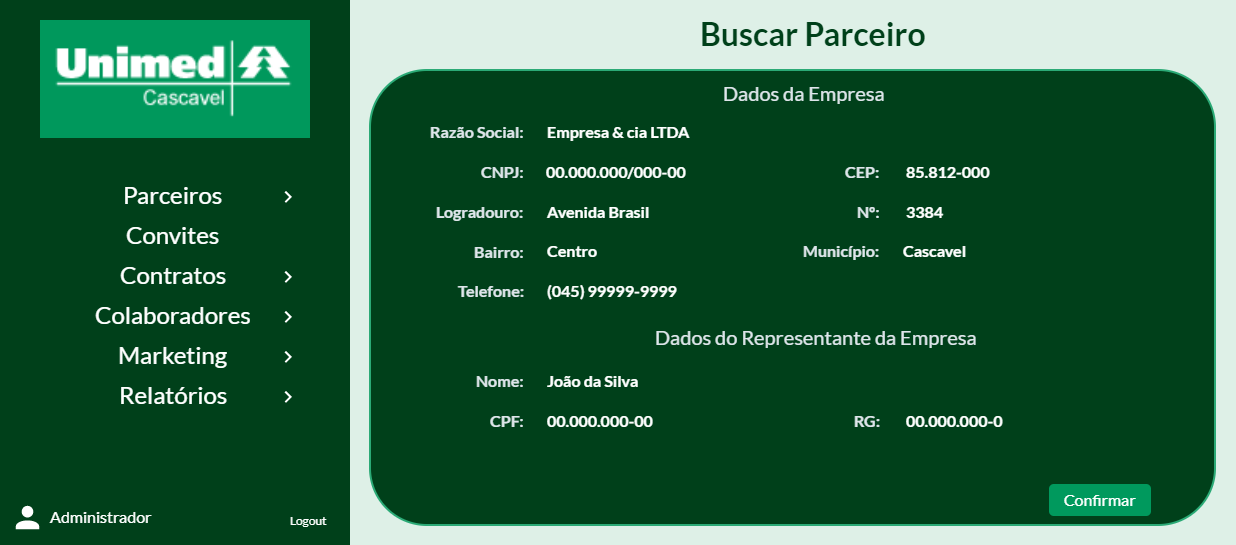 Unimed
Cascavel
Parceiros
Convites
Contratos
Colaboradores
Marketing
Relatórios
Administrador
Logout
Buscar Parceiro
Dados da Empresa
Razão Social: Empresa & cia LTDA
CNPJ: 00.000.000/000-00 CEP: 85.812-000
Logradouro: Avenida Brasil Nº: 3384
Bairro: Centro Município: Cascavel
Telefone: (045) 99999-9999
Dados do Representante da Empresa
Nome: João da Silva
CPF: 00.000.000-00 RG: 00.000.000-0
Confirmar